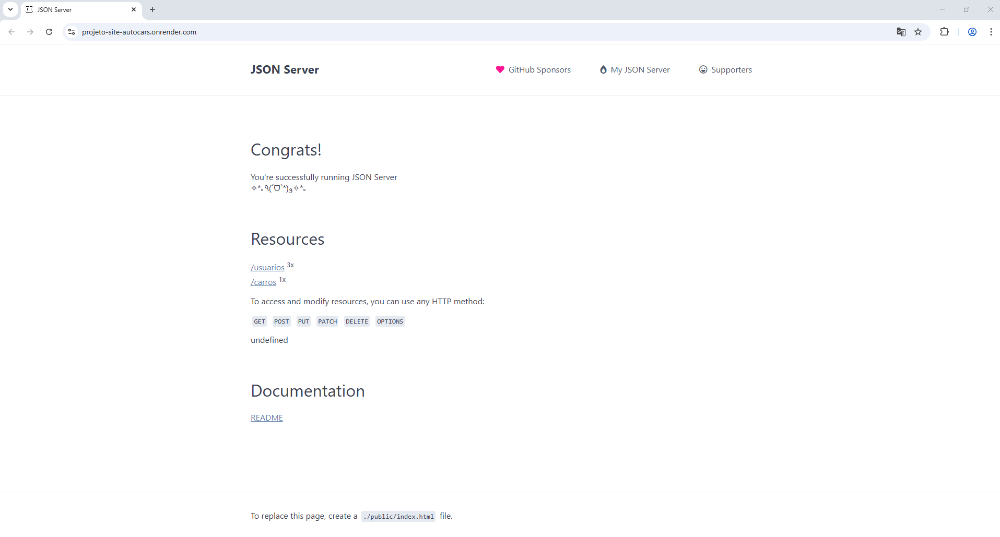 JSON Server
projeto-site-autocars.onrender.com
JSON Server
GitHub Sponsors
My JSON Server
Supporters
Congrats!
You're successfully running JSON Server
✧*｡٩(ˊᗜˋ*)و✧*｡
Resources
/usuarios 3x
/carros 1x
To access and modify resources, you can use any HTTP method:
GET POST PUT PATCH DELETE OPTIONS
undefined
Documentation
README
To replace this page, create a ./public/index.html file.